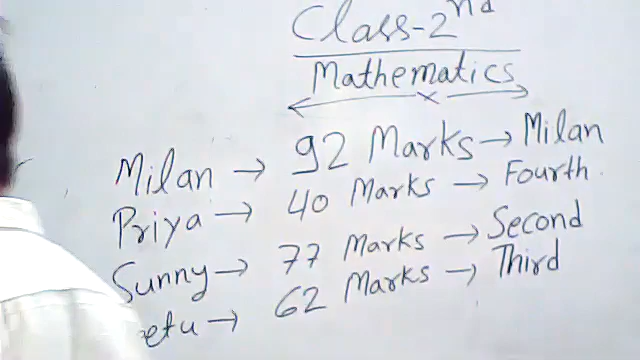 Class-2nd
Mathematics
Milan → 92 Marks → Milan
Priya → 40 Marks → Fourth
Sunny → 77 Marks → Second
etu → 62 Marks → Third